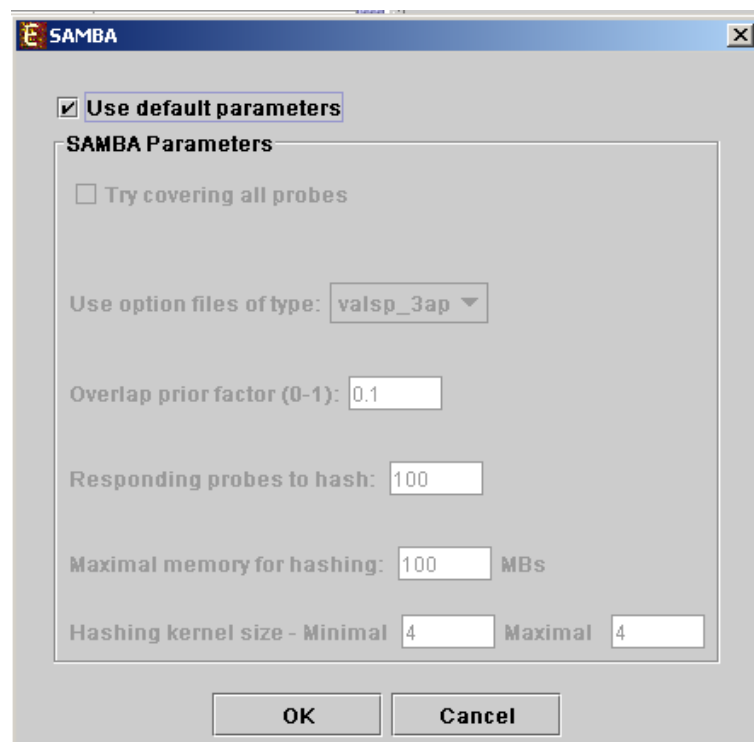 SAMBA
Use default parameters
SAMBA Parameters
Try covering all probes
Use option files of type: valsp_3ap
Overlap prior factor (0-1): 0.1
Responding probes to hash: 100
Maximal memory for hashing: 100 MBs
Hashing kernel size - Minimal 4 Maximal 4
OK Cancel